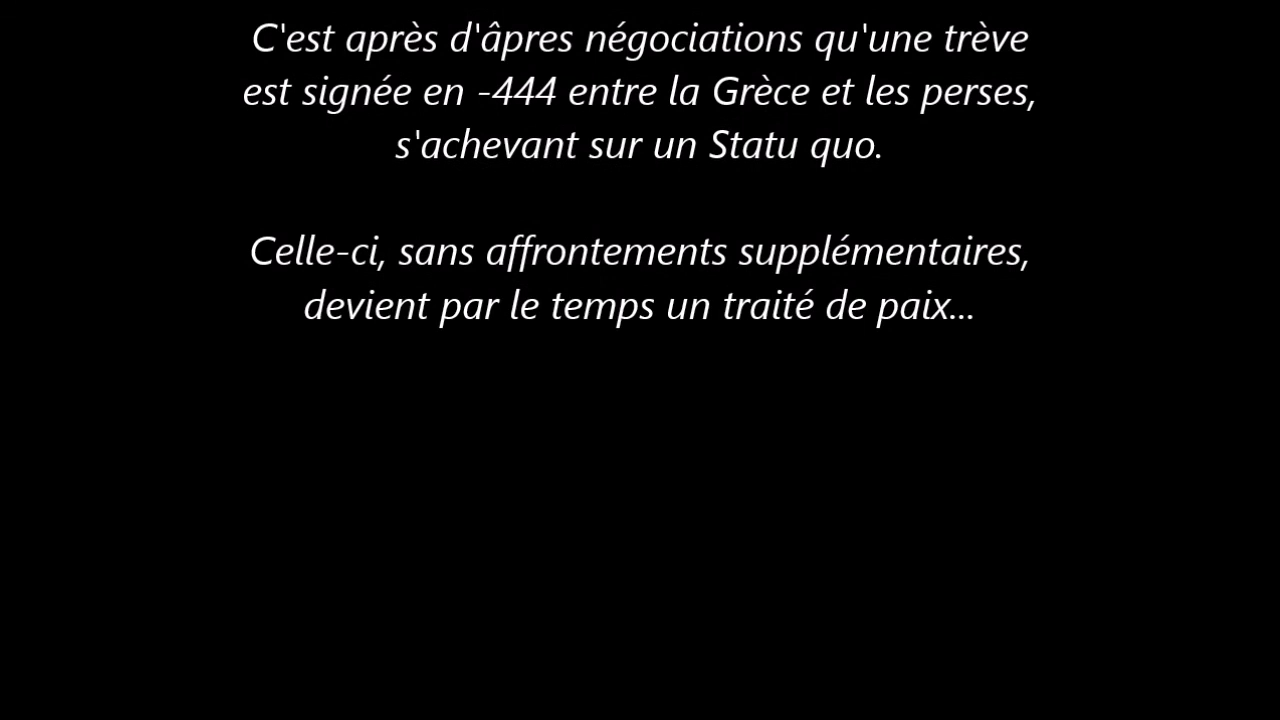 C'est après d'âpres négociations qu'une trève
est signée en -444 entre la Grèce et les perses,
s'achevant sur un Statu quo.
Celle-ci, sans affrontements supplémentaires,
devient par le temps un traité de paix...